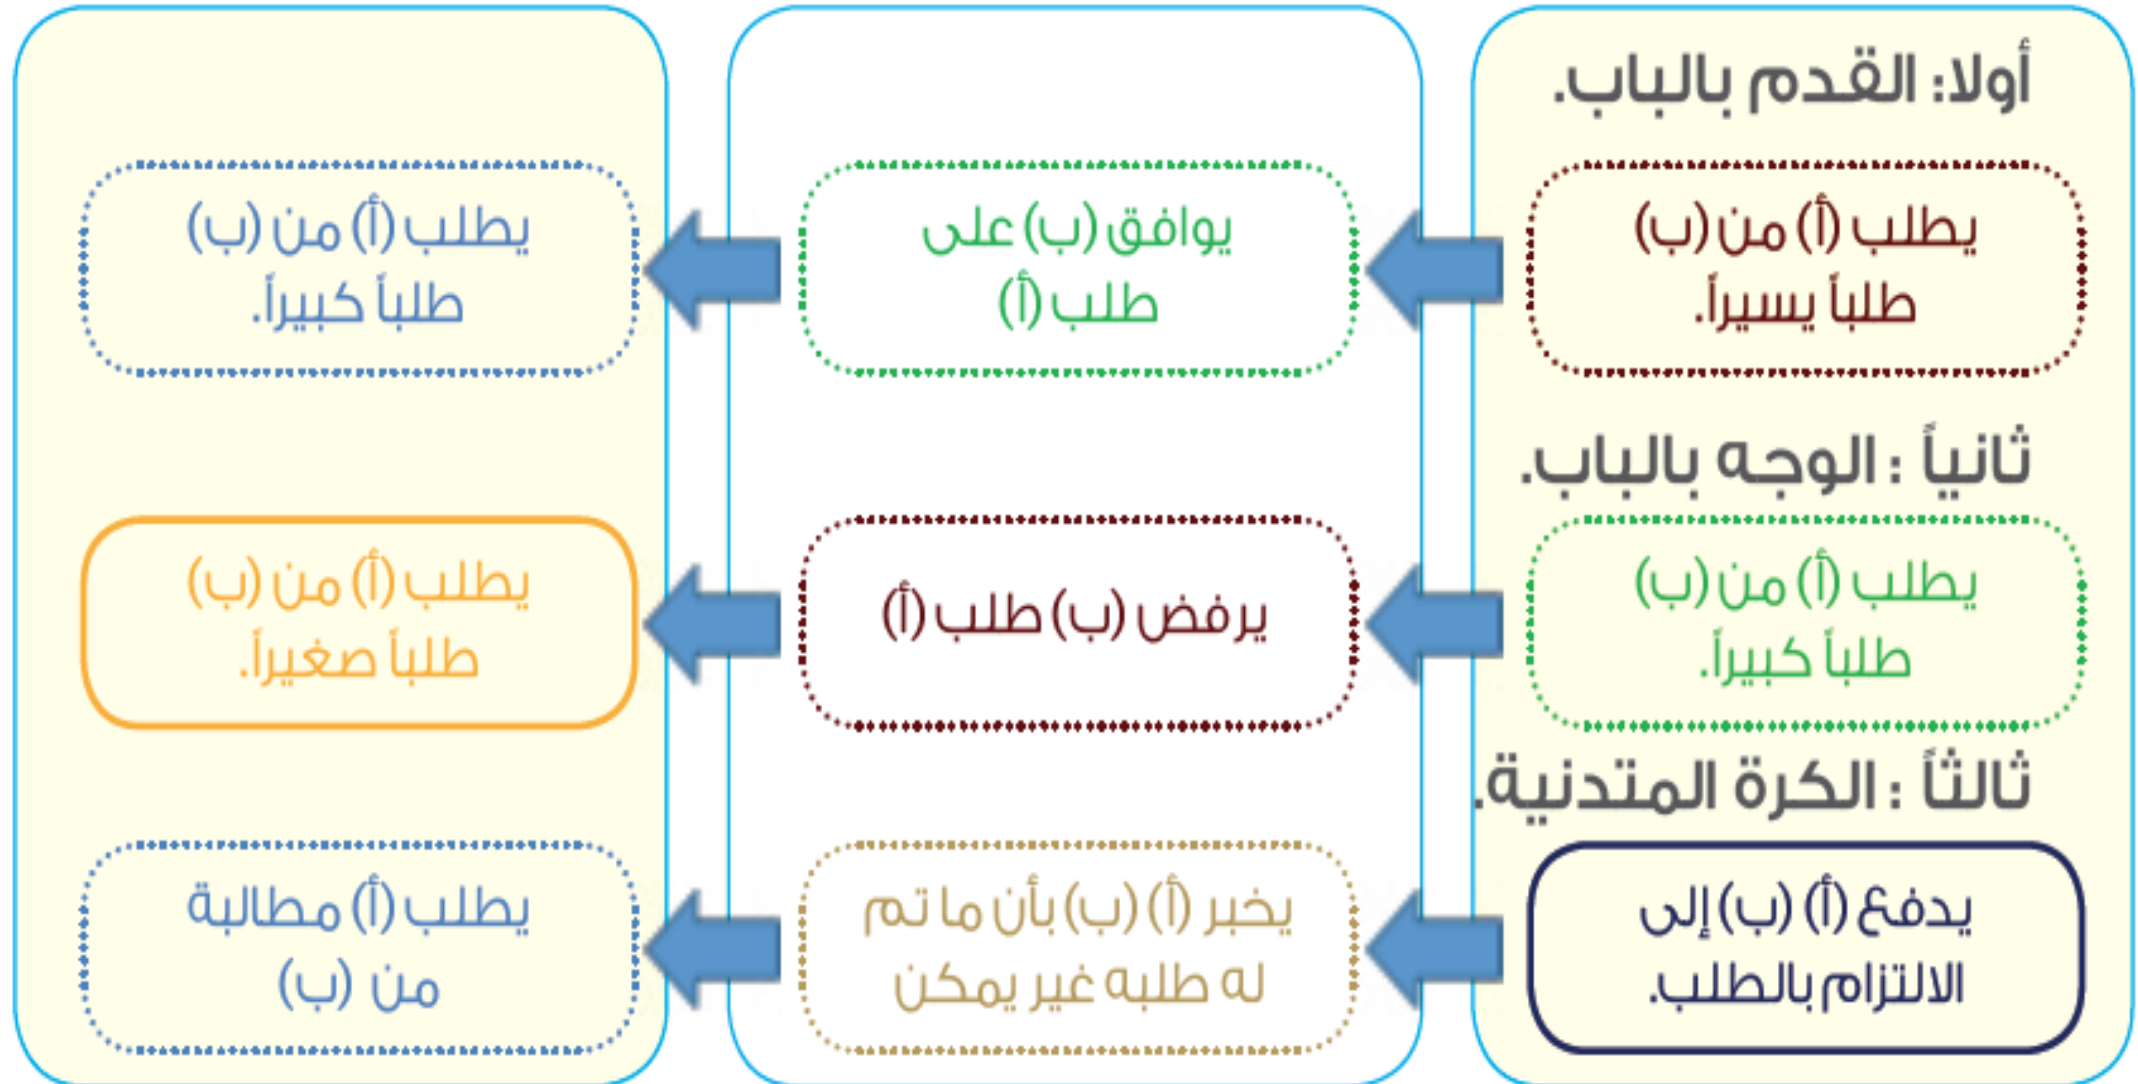 أولا: القدم بالباب.
يطلب (أ) من (ب)
طلباً يسيراً.
يوافق (ب) على
طلب (أ)
يطلب (أ) من (ب)
طلباً كبيراً.
ثانياً : الوجه بالباب.
يطلب (أ) من (ب)
طلباً كبيراً.
يرفض (ب) طلب (أ)
يطلب (أ) من (ب)
طلباً صغيراً.
ثالثاً : الكرة المتدنية.
يدفع (أ) (ب) إلى
الالتزام بالطلب.
يخبر (أ) (ب) بأن ما تم
له طلبه غير يمكن
يطلب (أ) مطالبة
من (ب)